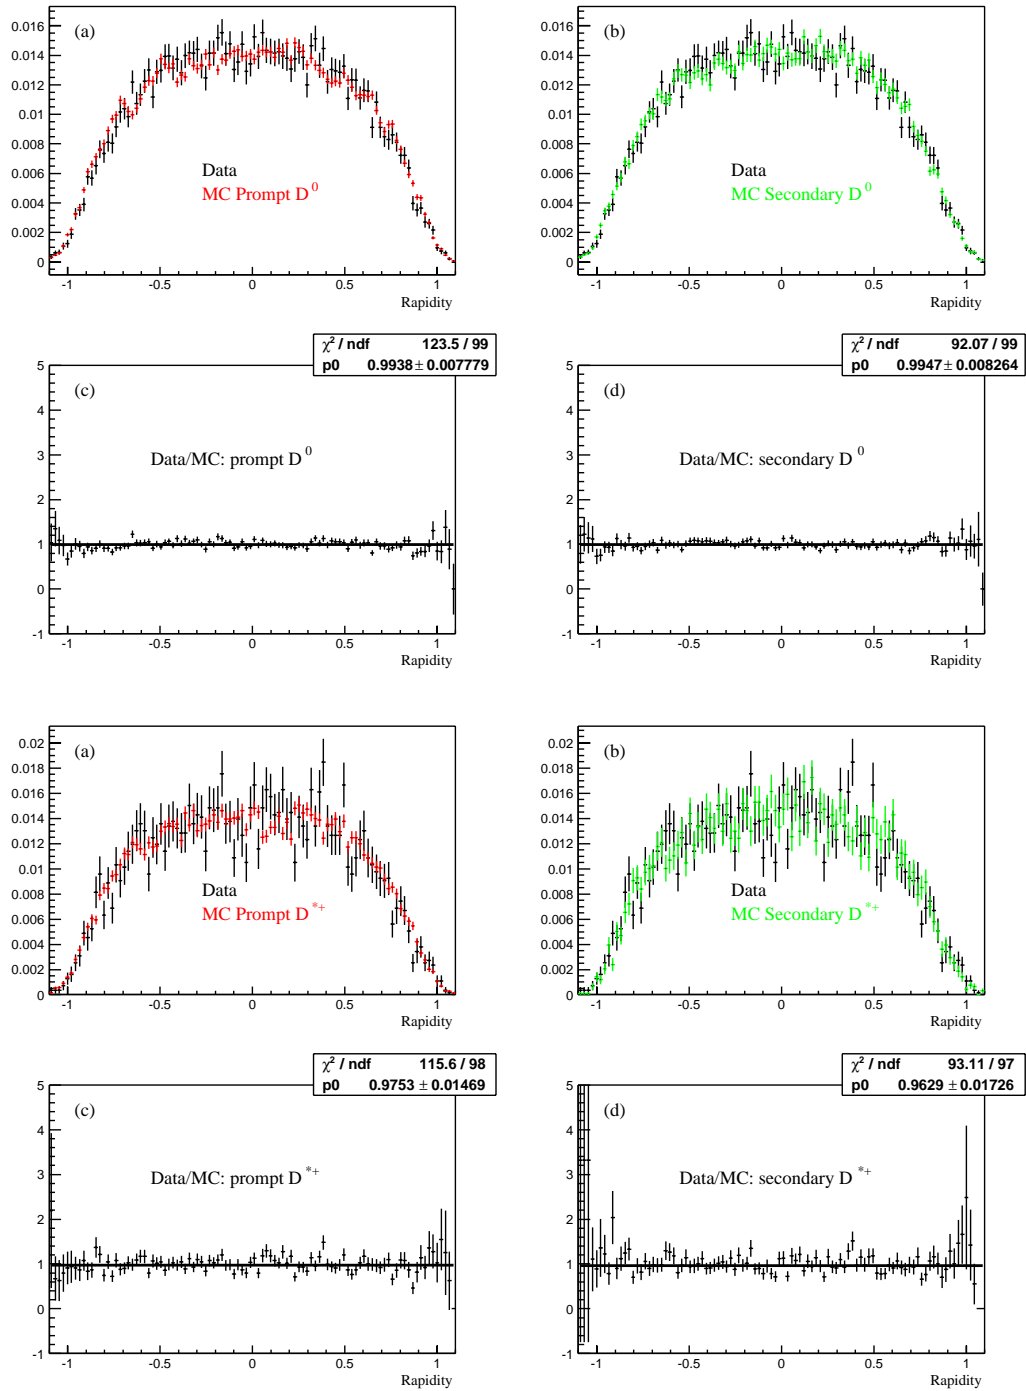 0.016
0.014
0.012
0.01
0.008
0.006
0.004
0.002
0
(a)
Data
MC Prompt D⁰
-1 -0.5 0 0.5 1
Rapidity
0.016
0.014
0.012
0.01
0.008
0.006
0.004
0.002
0
(b)
Data
MC Secondary D⁰
-1 -0.5 0 0.5 1
Rapidity
χ² / ndf 123.5 / 99
p0 0.9938 ± 0.007779
5
4
3
2
1
0
-1
(c)
Data/MC: prompt D⁰
-1 -0.5 0 0.5 1
Rapidity
χ² / ndf 92.07 / 99
p0 0.9947 ± 0.008264
5
4
3
2
1
0
-1
(d)
Data/MC: secondary D⁰
-1 -0.5 0 0.5 1
Rapidity
0.02
0.018
0.016
0.014
0.012
0.01
0.008
0.006
0.004
0.002
0
(a)
Data
MC Prompt D*⁺
-1 -0.5 0 0.5 1
Rapidity
0.02
0.018
0.016
0.014
0.012
0.01
0.008
0.006
0.004
0.002
0
(b)
Data
MC Secondary D*⁺
-1 -0.5 0 0.5 1
Rapidity
χ² / ndf 115.6 / 98
p0 0.9753 ± 0.01469
5
4
3
2
1
0
-1
(c)
Data/MC: prompt D*⁺
-1 -0.5 0 0.5 1
Rapidity
χ² / ndf 93.11 / 97
p0 0.9629 ± 0.01726
5
4
3
2
1
0
-1
(d)
Data/MC: secondary D*⁺
-1 -0.5 0 0.5 1
Rapidity